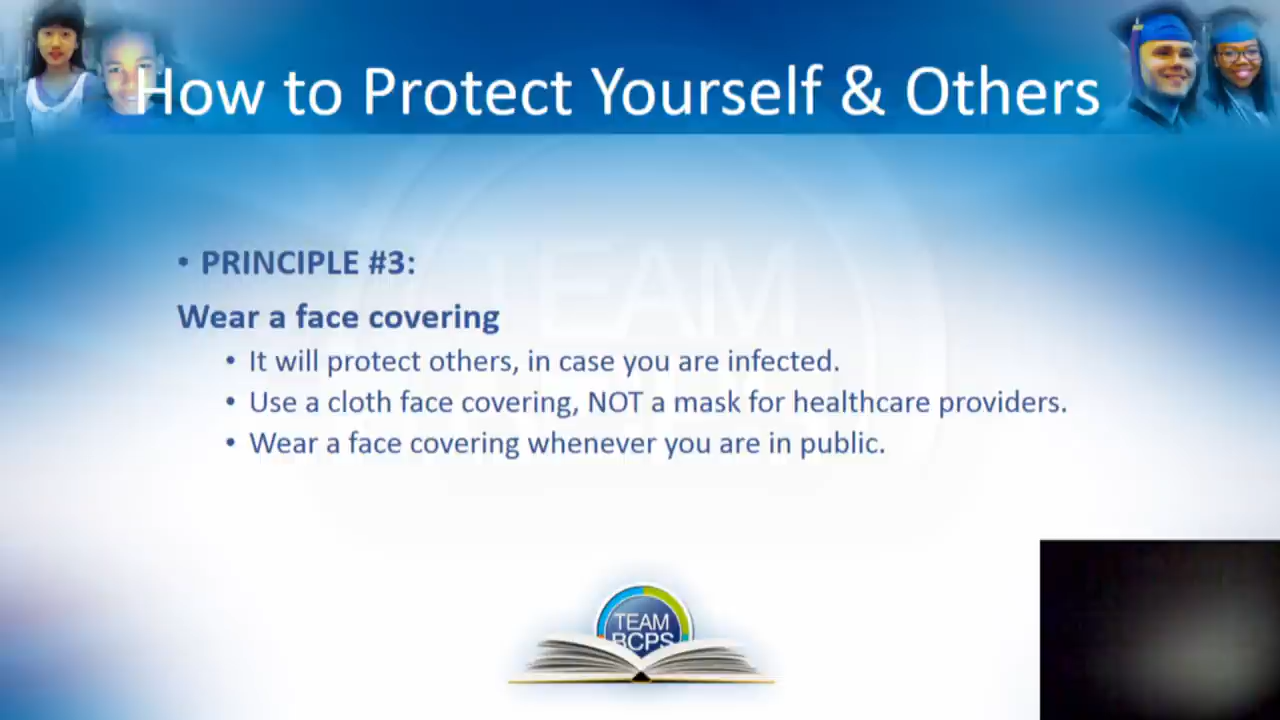 How to Protect Yourself & Others
• PRINCIPLE #3:
Wear a face covering
• It will protect others, in case you are infected.
• Use a cloth face covering, NOT a mask for healthcare providers.
• Wear a face covering whenever you are in public.
TEAM
BCPS